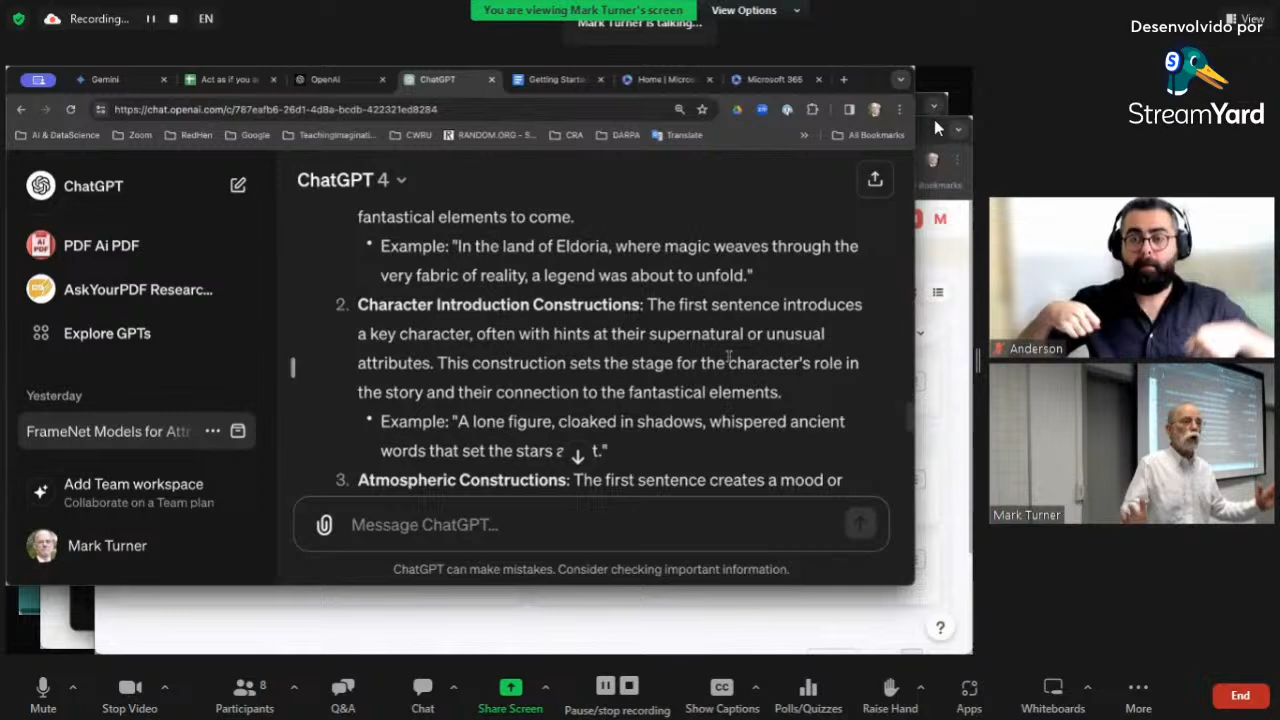 Recording...
EN
You are viewing Mark Turner's screen
View Options
Mark Turner is talking...
View
Desenvolvido por
StreamYard
Gemini
Act as if you a
OpenAI
ChatGPT
Getting Starte
Home | Micros
Microsoft 365
https://chat.openai.com/c/787eafb6-26d1-4d8a-bcdb-422321ed8284
AI & DataScience
Zoom
RedHen
Google
TeachingImaginati...
CWRU
RANDOM.ORG - S...
CRA
DARPA
Translate
All Bookmarks
Bookmarks
M
ChatGPT
PDF Ai PDF
AskYourPDF Researc...
Explore GPTs
Yesterday
FrameNet Models for Attr
Add Team workspace
Collaborate on a Team plan
Mark Turner
ChatGPT 4
fantastical elements to come.
• Example: "In the land of Eldoria, where magic weaves through the
very fabric of reality, a legend was about to unfold."
2. Character Introduction Constructions: The first sentence introduces
a key character, often with hints at their supernatural or unusual
attributes. This construction sets the stage for the character's role in
the story and their connection to the fantastical elements.
• Example: "A lone figure, cloaked in shadows, whispered ancient
words that set the stars a t."
3. Atmospheric Constructions: The first sentence creates a mood or
Message ChatGPT...
ChatGPT can make mistakes. Consider checking important information.
?
Anderson
Mark Turner
Mute
Stop Video
8
Participants
Q&A
Chat
Share Screen
Pause/stop recording
CC
Show Captions
Polls/Quizzes
Raise Hand
Apps
Whiteboards
More
End